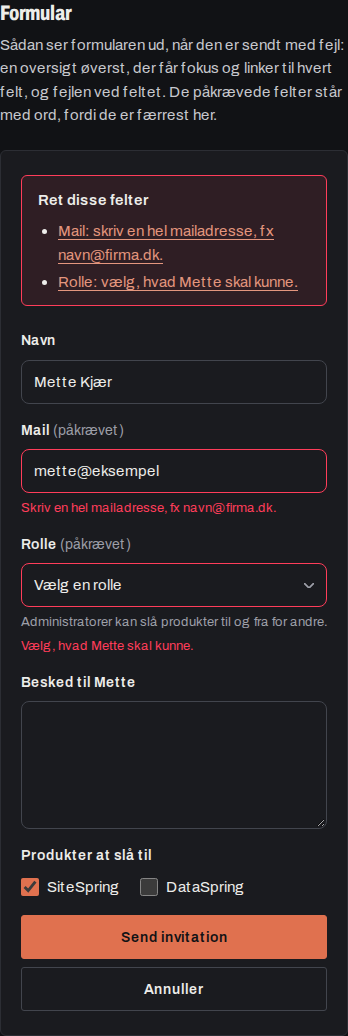 Formular
Sådan ser formularen ud, når den er sendt med fejl:
en oversigt øverst, der får fokus og linker til hvert
felt, og fejlen ved feltet. De påkrævede felter står
med ord, fordi de er færrest her.
Ret disse felter
Mail: skriv en hel mailadresse, fx
navn@firma.dk.
Rolle: vælg, hvad Mette skal kunne.
Navn
Mette Kjær
Mail (påkrævet)
mette@eksempel
Skriv en hel mailadresse, fx navn@firma.dk.
Rolle (påkrævet)
Vælg en rolle
Administratorer kan slå produkter til og fra for andre.
Vælg, hvad Mette skal kunne.
Besked til Mette
Produkter at slå til
SiteSpring DataSpring
Send invitation
Annuller